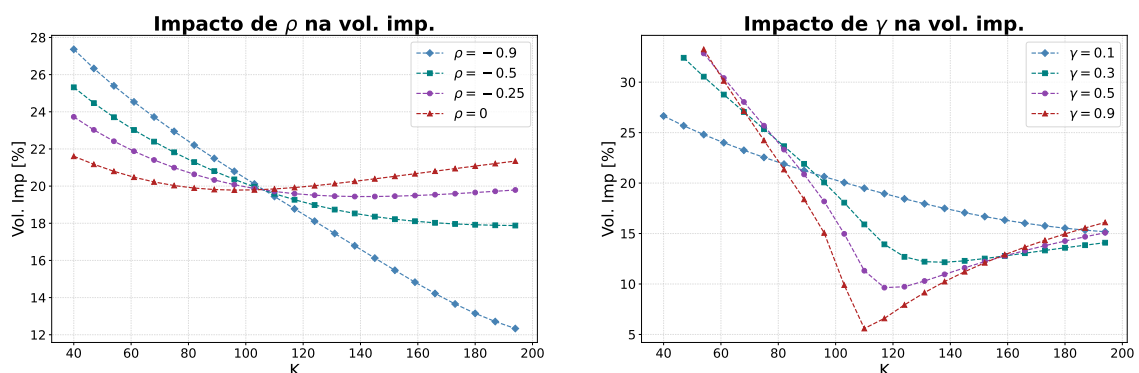 Impacto de ρ na vol. imp.
28
26
24
22
20
18
16
14
12
Vol. Imp [%]
40 60 80 100 120 140 160 180 200
K
ρ = −0.9
ρ = −0.5
ρ = −0.25
ρ = 0
Impacto de γ na vol. imp.
30
25
20
15
10
5
Vol. Imp [%]
40 60 80 100 120 140 160 180 200
K
γ = 0.1
γ = 0.3
γ = 0.5
γ = 0.9